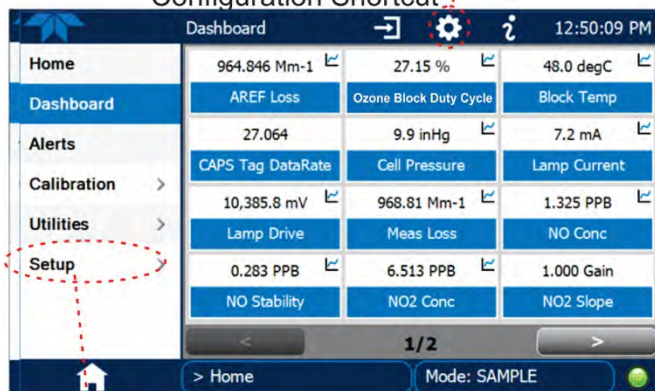 Configuration Shortcut
Dashboard
12:50:09 PM
Home
Dashboard
Alerts
Calibration >
Utilities >
Setup >
964.846 Mm-1
27.15 %
48.0 degC
AREF Loss
Ozone Block Duty Cycle
Block Temp
27.064
9.9 inHg
7.2 mA
CAPS Tag DataRate
Cell Pressure
Lamp Current
10,385.8 mV
968.81 Mm-1
1.325 PPB
Lamp Drive
Meas Loss
NO Conc
0.283 PPB
6.513 PPB
1.000 Gain
NO Stability
NO2 Conc
NO2 Slope
< 1/2 >
> Home
Mode: SAMPLE